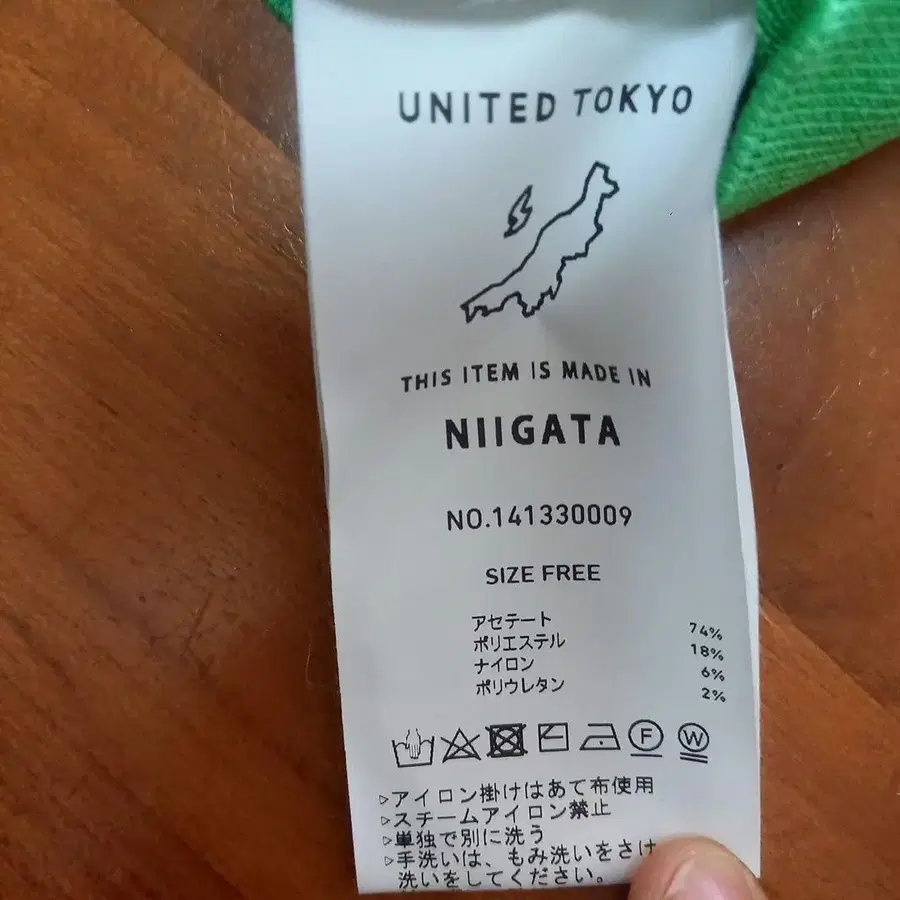 UNITED TOKYO
THIS ITEM IS MADE IN
NIIGATA
NO.141330009
SIZE FREE
アセテート 74%
ポリエステル 18%
ナイロン 6%
ポリウレタン 2%
F W
▷アイロン掛けはあて布使用
▷スチームアイロン禁止
▷単独で別に洗う
▷手洗いは、もみ洗いをさけ
洗いをしてください。